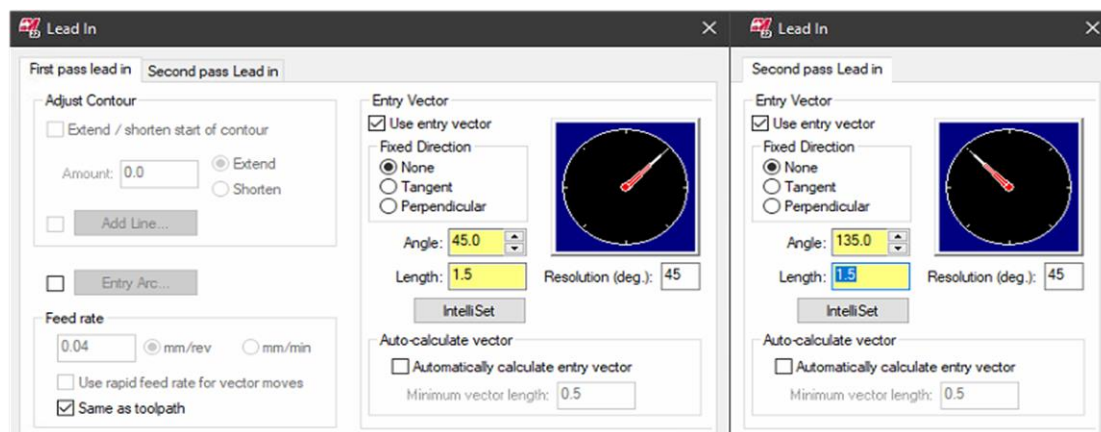 Lead In
First pass lead in
Second pass Lead in
Adjust Contour
Extend / shorten start of contour
Amount: 0.0
Extend
Shorten
Add Line...
Entry Arc...
Feed rate
0.04
mm/rev
mm/min
Use rapid feed rate for vector moves
Same as toolpath
Entry Vector
Use entry vector
Fixed Direction
None
Tangent
Perpendicular
Angle: 45.0
Length: 1.5
Resolution (deg.): 45
IntelliSet
Auto-calculate vector
Automatically calculate entry vector
Minimum vector length: 0.5
Lead In
Second pass Lead in
Entry Vector
Use entry vector
Fixed Direction
None
Tangent
Perpendicular
Angle: 135.0
Length: 1.5
Resolution (deg.): 45
IntelliSet
Auto-calculate vector
Automatically calculate entry vector
Minimum vector length: 0.5